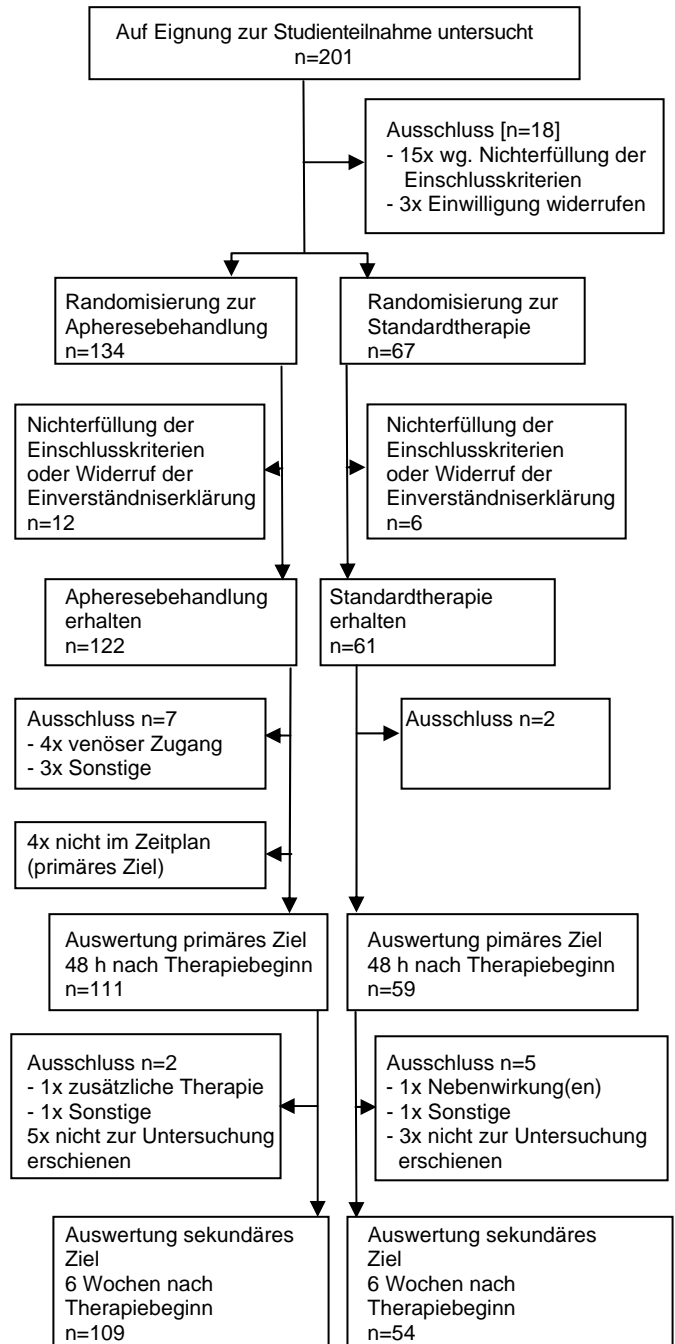 Auf Eignung zur Studienteilnahme untersucht
n=201
Ausschluss [n=18]
- 15x wg. Nichterfüllung der
Einschlusskriterien
- 3x Einwilligung widerrufen
Randomisierung zur
Apheresebehandlung
n=134
Randomisierung zur
Standardtherapie
n=67
Nichterfüllung der
Einschlusskriterien
oder Widerruf der
Einverständniserklärung
n=12
Nichterfüllung der
Einschlusskriterien
oder Widerruf der
Einverständniserklärung
n=6
Apheresebehandlung
erhalten
n=122
Standardtherapie
erhalten
n=61
Ausschluss n=7
- 4x venöser Zugang
- 3x Sonstige
Ausschluss n=2
4x nicht im Zeitplan
(primäres Ziel)
Auswertung primäres Ziel
48 h nach Therapiebeginn
n=111
Auswertung pimäres Ziel
48 h nach Therapiebeginn
n=59
Ausschluss n=2
- 1x zusätzliche Therapie
- 1x Sonstige
5x nicht zur Untersuchung
erschienen
Ausschluss n=5
- 1x Nebenwirkung(en)
- 1x Sonstige
- 3x nicht zur Untersuchung
erschienen
Auswertung sekundäres
Ziel
6 Wochen nach
Therapiebeginn
n=109
Auswertung sekundäres
Ziel
6 Wochen nach
Therapiebeginn
n=54